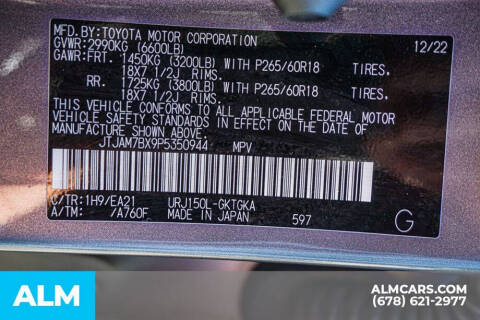 MFD.BY:TOYOTA MOTOR CORPORATION 12/22
GVWR:2990KG (6600LB)
GAWR:FRT. 1450KG (3200LB) WITH P265/60R18 TIRES,
18X7 1/2J RIMS.
RR. 1725KG (3800LB) WITH P265/60R18 TIRES,
18X7 1/2J RIMS.
THIS VEHICLE CONFORMS TO ALL APPLICABLE FEDERAL MOTOR
VEHICLE SAFETY STANDARDS IN EFFECT ON THE DATE OF
MANUFACTURE SHOWN ABOVE.
JTJAM7BX9P5350944 MPV
C/TR:1H9/EA21 URJ150L-GKTGKA
A/TM: /A760F MADE IN JAPAN 597 G
ALM
ALMCARS.COM
(678) 621-2977